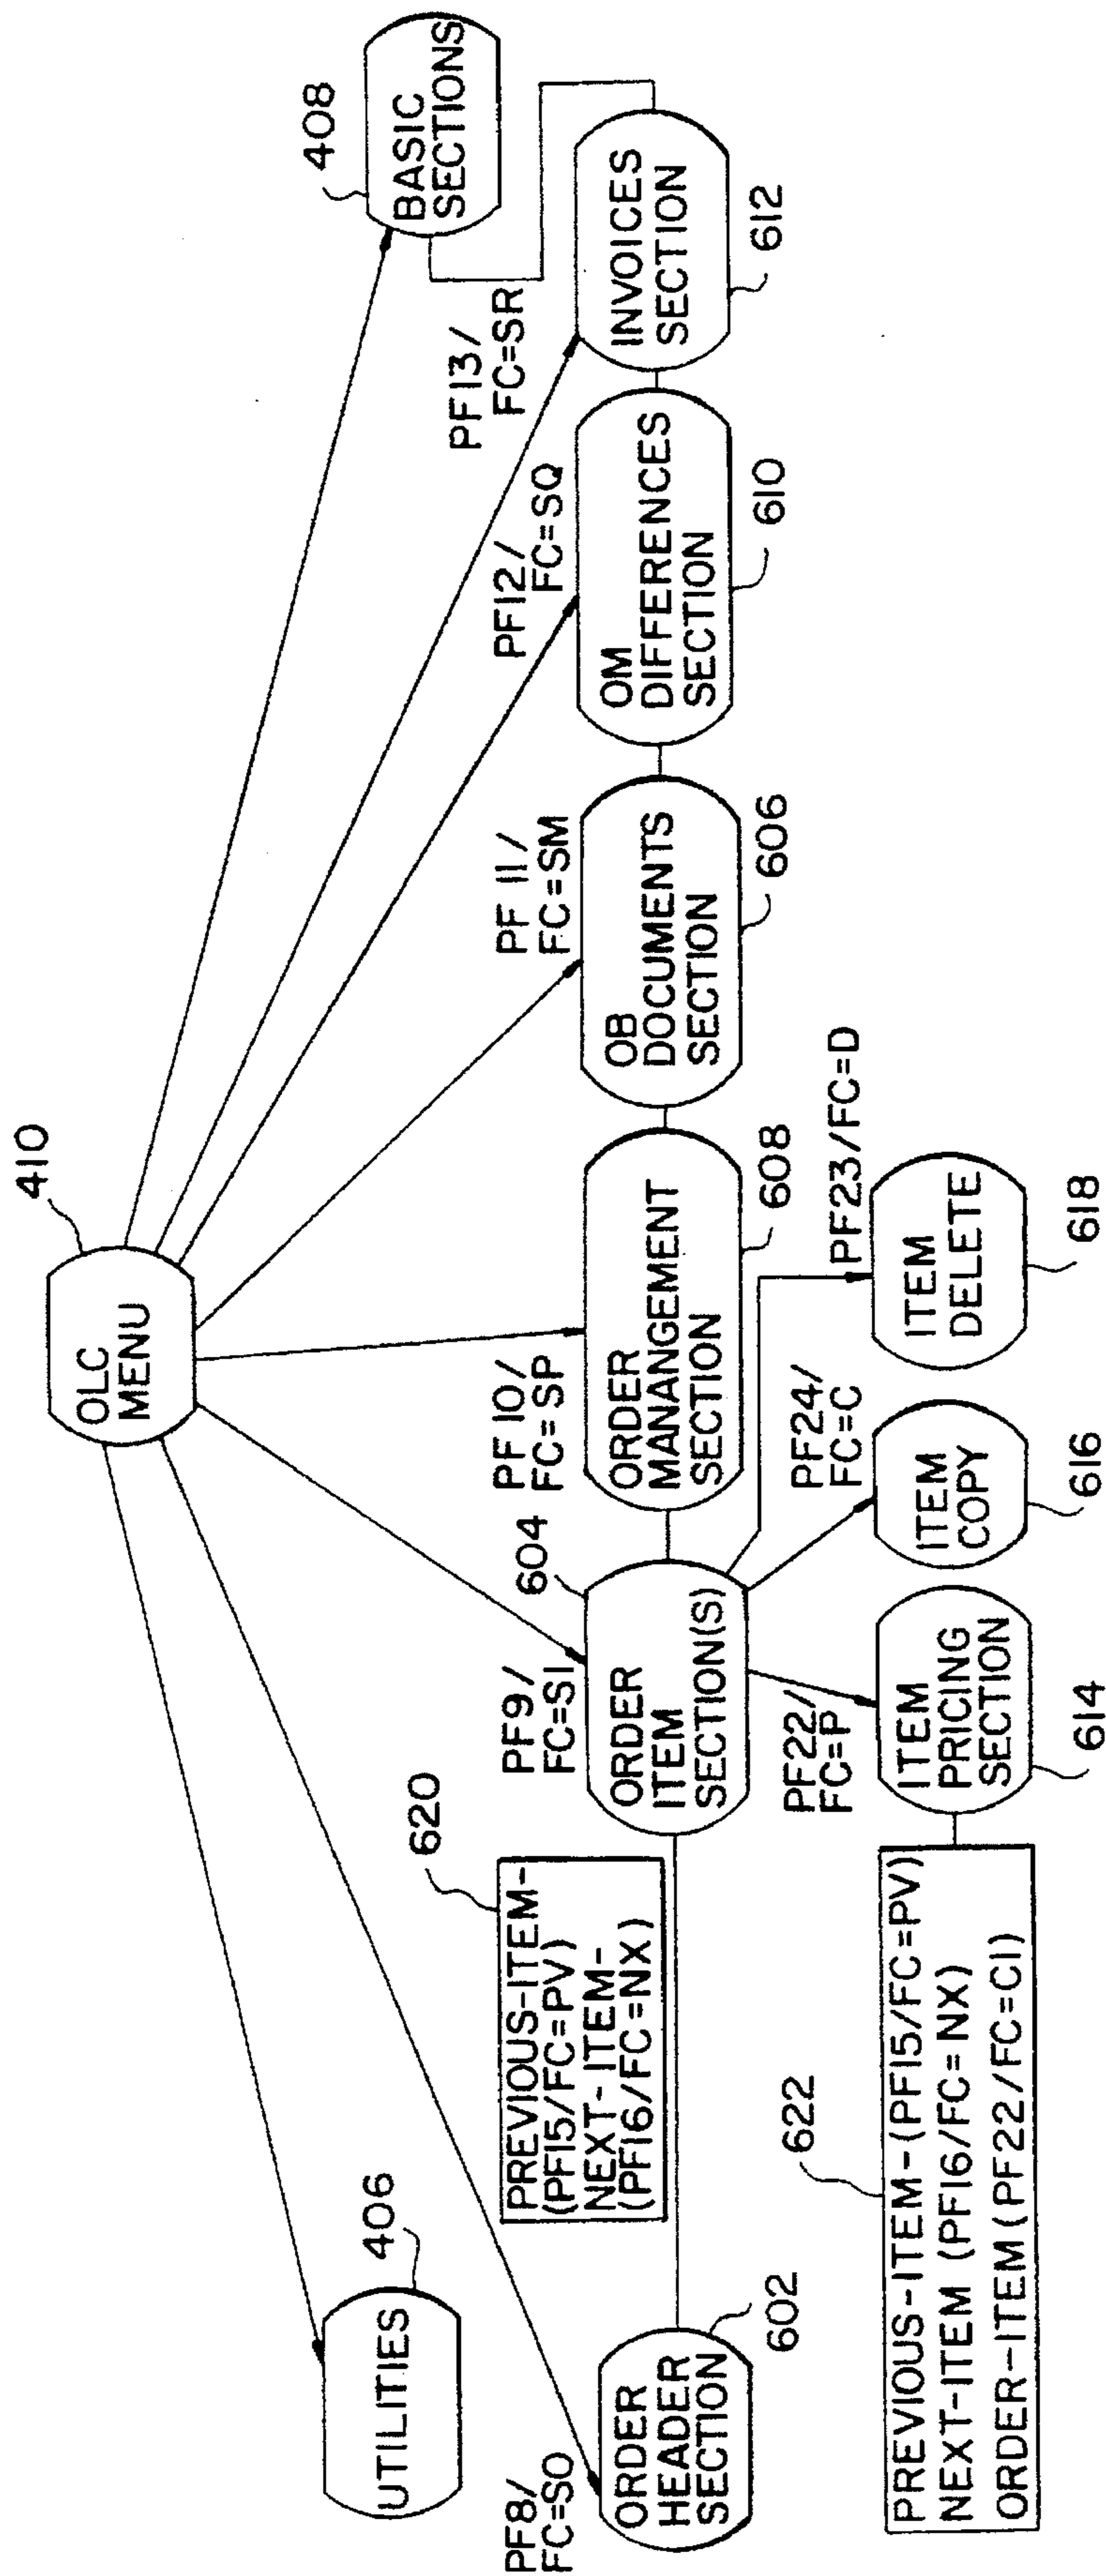 410
OLC
MENU
UTILITIES
406
408
BASIC
SECTIONS
PF8/
FC=SO
ORDER
HEADER
SECTION
602
620
PREVIOUS-ITEM-
(PF15/FC=PV)
NEXT-ITEM-
(PF16/FC=NX)
PF9/
FC=SI
604
ORDER
ITEM
SECTION(S)
PF10/
FC=SP
ORDER
MANANGEMENT
SECTION
608
PF 11/
FC=SM
OB
DOCUMENTS
SECTION
606
PF12/
FC=SQ
OM
DIFFERENCES
SECTION
610
PF13/
FC=SR
INVOICES
SECTION
612
622
PREVIOUS-ITEM-(PF15/FC=PV)
NEXT-ITEM (PF16/FC=NX)
ORDER-ITEM (PF22/FC=CI)
PF22/
FC=P
ITEM
PRICING
SECTION
614
PF24/
FC=C
ITEM
COPY
616
PF23/FC=D
ITEM
DELETE
618